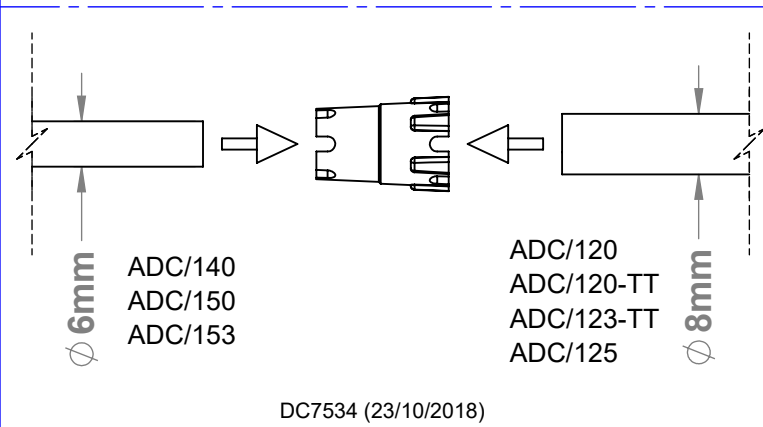 ∅ 6mm
ADC/140
ADC/150
ADC/153
ADC/120
ADC/120-TT
ADC/123-TT
ADC/125
∅ 8mm
DC7534 (23/10/2018)